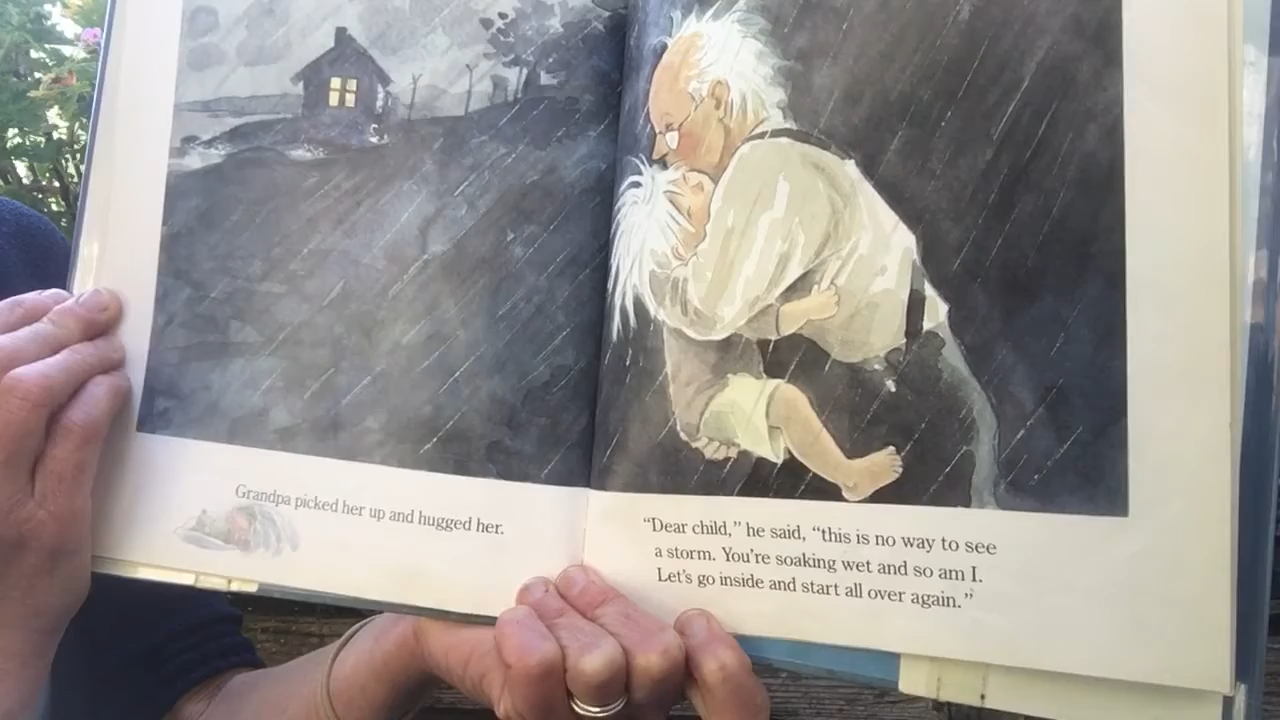 Grandpa picked her up and hugged her.
“Dear child,” he said, “this is no way to see
a storm. You’re soaking wet and so am I.
Let’s go inside and start all over again.”